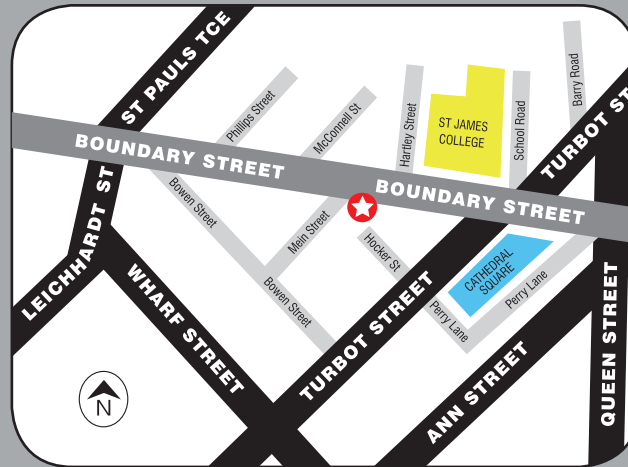 ST PAULS TCE
Phillips Street
McConnell St
Hartley Street
ST JAMES
COLLEGE
School Road
Barry Road
TURBOT ST
BOUNDARY STREET
BOUNDARY STREET
LEICHHARDT ST
Bowen Street
Mein Street
Hocker St
CATHEDRAL
SQUARE
Perry Lane
Perry Lane
Bowen Street
WHARF STREET
TURBOT STREET
ANN STREET
QUEEN STREET
N